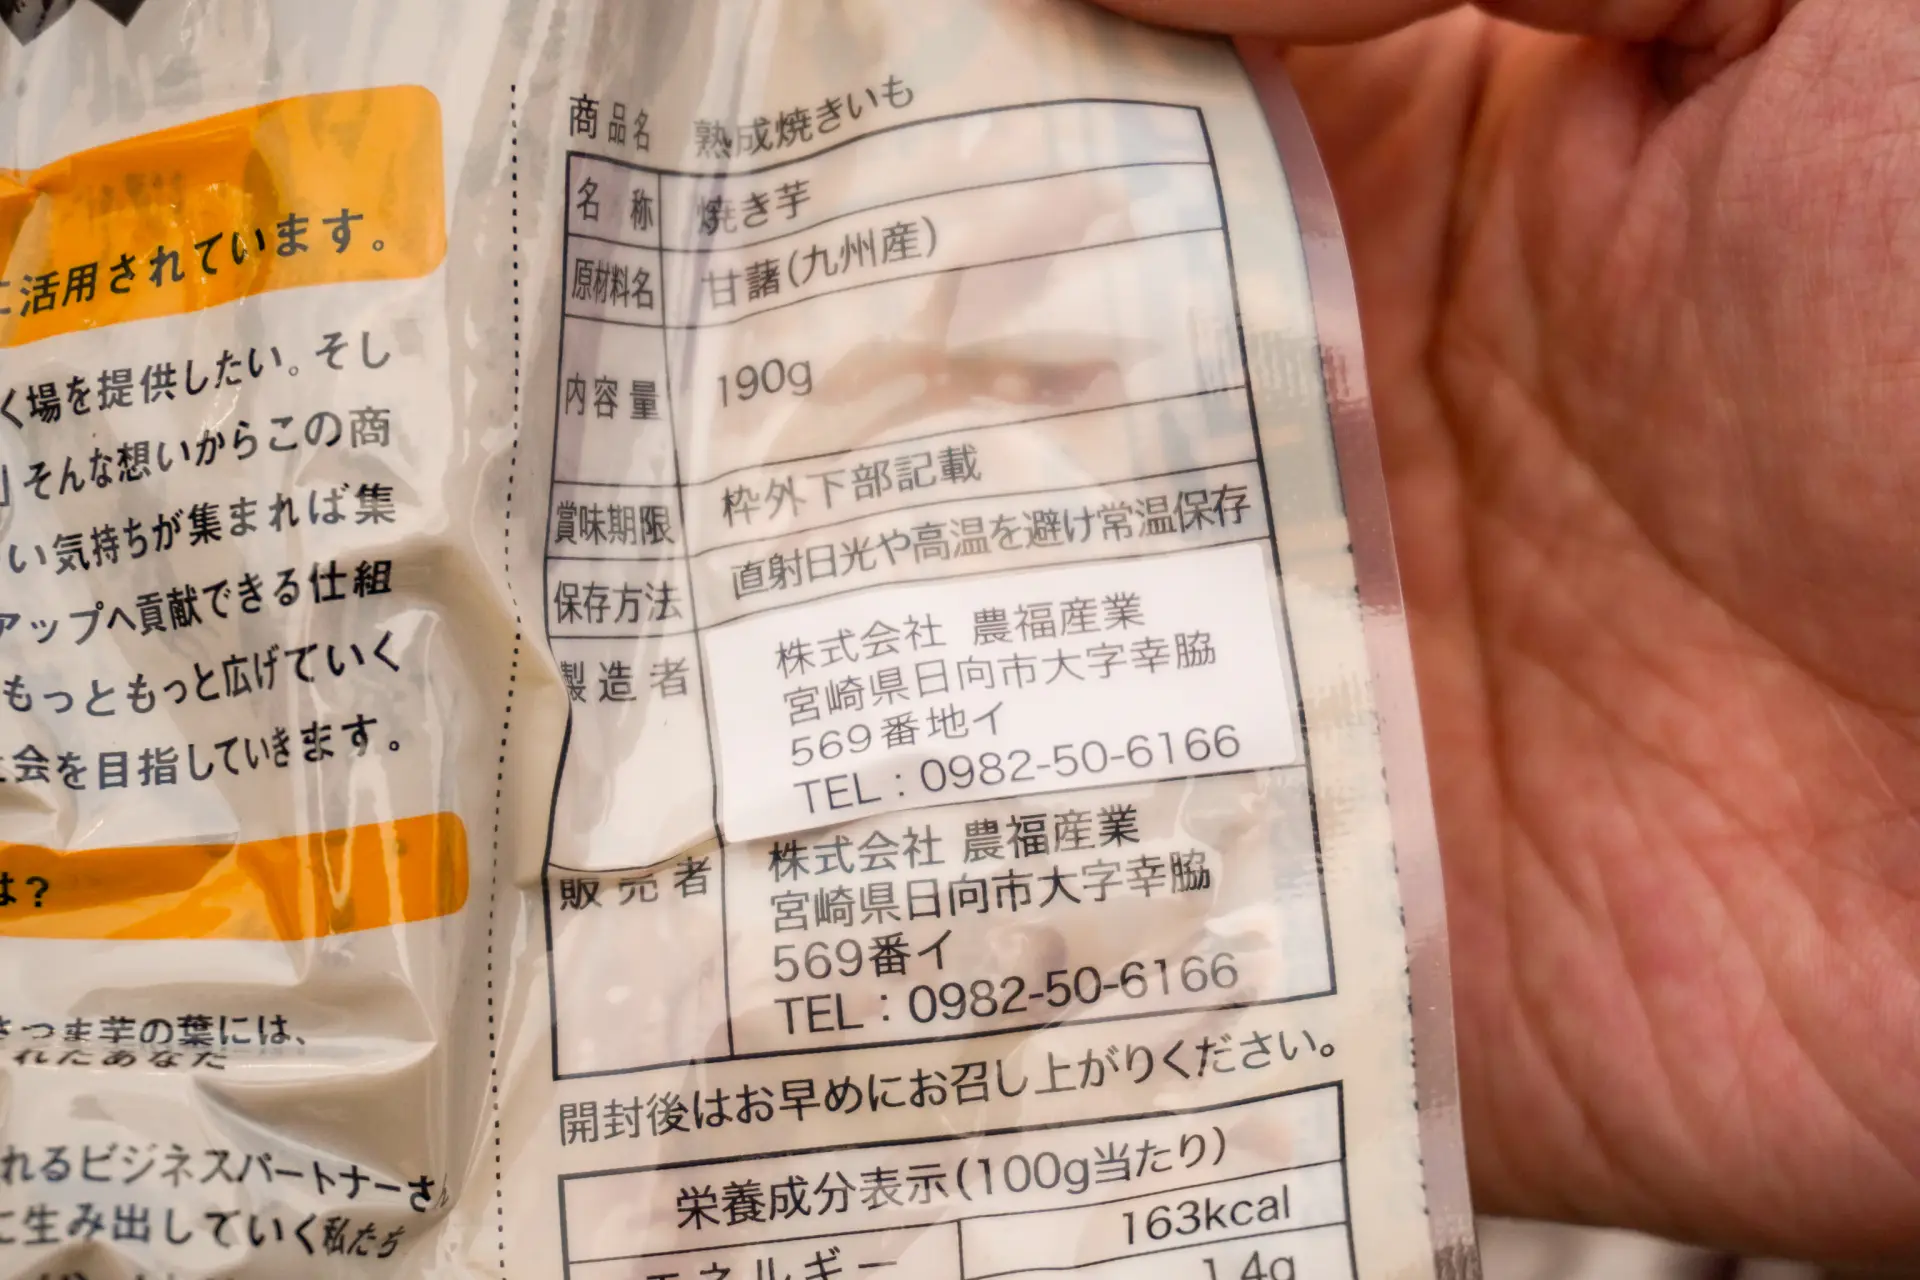 に活用されています。
く場を提供したい。そし
」そんな想いからこの商
い気持ちが集まれば集
アップへ貢献できる仕組
もっともっと広げていく
会を目指していきます。
は?
さつま芋の葉には、
れたあなた
れるビジネスパートナーさ
に生み出していく私たち
商品名 熟成焼きいも
名称 焼き芋
原材料名 甘藷(九州産)
内容量 190g
賞味期限 枠外下部記載
保存方法 直射日光や高温を避け常温保存
製造者 株式会社 農福産業
宮崎県日向市大字幸脇
569番地イ
TEL:0982-50-6166
販売者 株式会社 農福産業
宮崎県日向市大字幸脇
569番イ
TEL:0982-50-6166
開封後はお早めにお召し上がりください。
栄養成分表示(100g当たり)
エネルギー 163kcal
1.4g